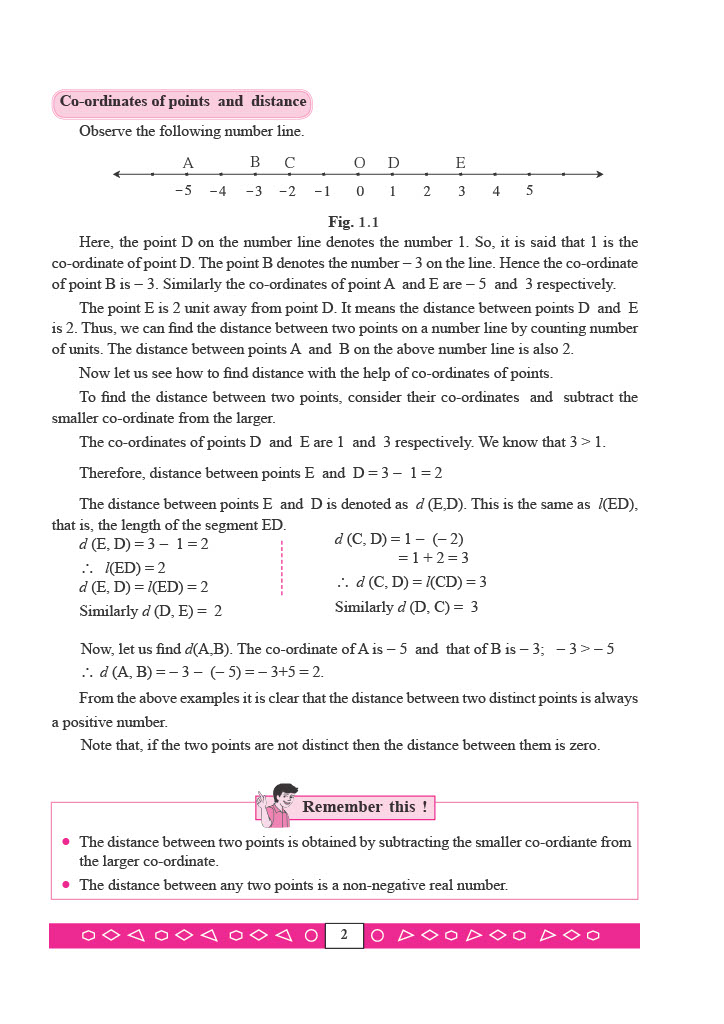 Co-ordinates of points and distance
Observe the following number line.
A B C O D E
−5 −4 −3 −2 −1 0 1 2 3 4 5
Fig. 1.1
Here, the point D on the number line denotes the number 1. So, it is said that 1 is the
co-ordinate of point D. The point B denotes the number – 3 on the line. Hence the co-ordinate
of point B is – 3. Similarly the co-ordinates of point A and E are – 5 and 3 respectively.
The point E is 2 unit away from point D. It means the distance between points D and E
is 2. Thus, we can find the distance between two points on a number line by counting number
of units. The distance between points A and B on the above number line is also 2.
Now let us see how to find distance with the help of co-ordinates of points.
To find the distance between two points, consider their co-ordinates and subtract the
smaller co-ordinate from the larger.
The co-ordinates of points D and E are 1 and 3 respectively. We know that 3 > 1.
Therefore, distance between points E and D = 3 – 1 = 2
The distance between points E and D is denoted as d (E,D). This is the same as l(ED),
that is, the length of the segment ED.
d (E, D) = 3 – 1 = 2
∴ l(ED) = 2
d (E, D) = l(ED) = 2
Similarly d (D, E) = 2
d (C, D) = 1 – (– 2)
= 1 + 2 = 3
∴ d (C, D) = l(CD) = 3
Similarly d (D, C) = 3
Now, let us find d(A,B). The co-ordinate of A is – 5 and that of B is – 3; – 3 > – 5
∴ d (A, B) = – 3 – (– 5) = – 3+5 = 2.
From the above examples it is clear that the distance between two distinct points is always
a positive number.
Note that, if the two points are not distinct then the distance between them is zero.
Remember this !
• The distance between two points is obtained by subtracting the smaller co-ordiante from
the larger co-ordinate.
• The distance between any two points is a non-negative real number.
2